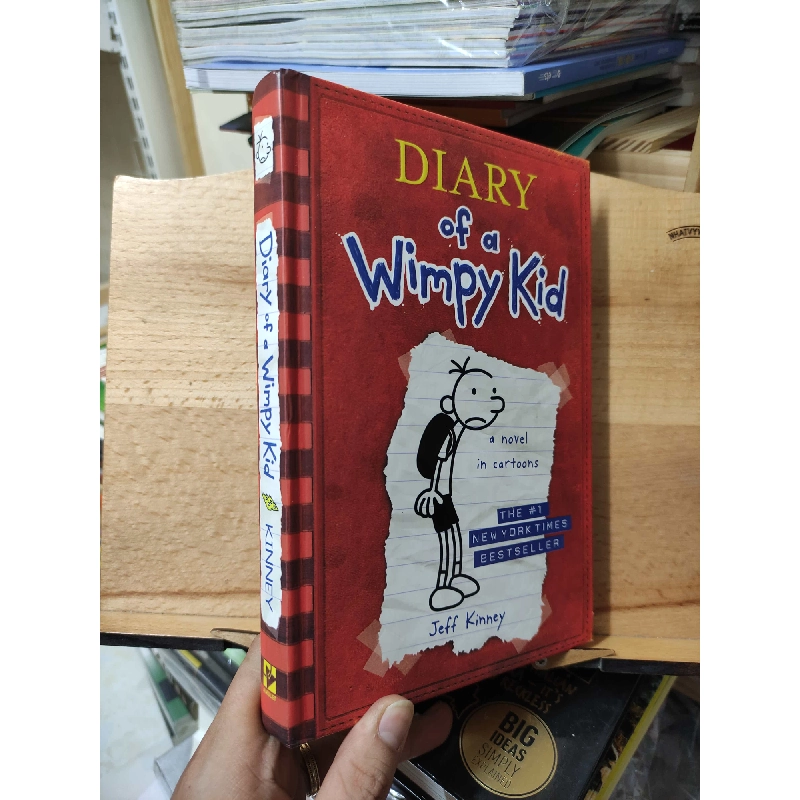 DIARY
of a
Wimpy Kid
a novel
in cartoons
THE #1
NEW YORK TIMES
BESTSELLER
Jeff Kinney
Diary of a Wimpy Kid KINNEY
BIG
IDEAS
SIMPLY
EXPLAINED